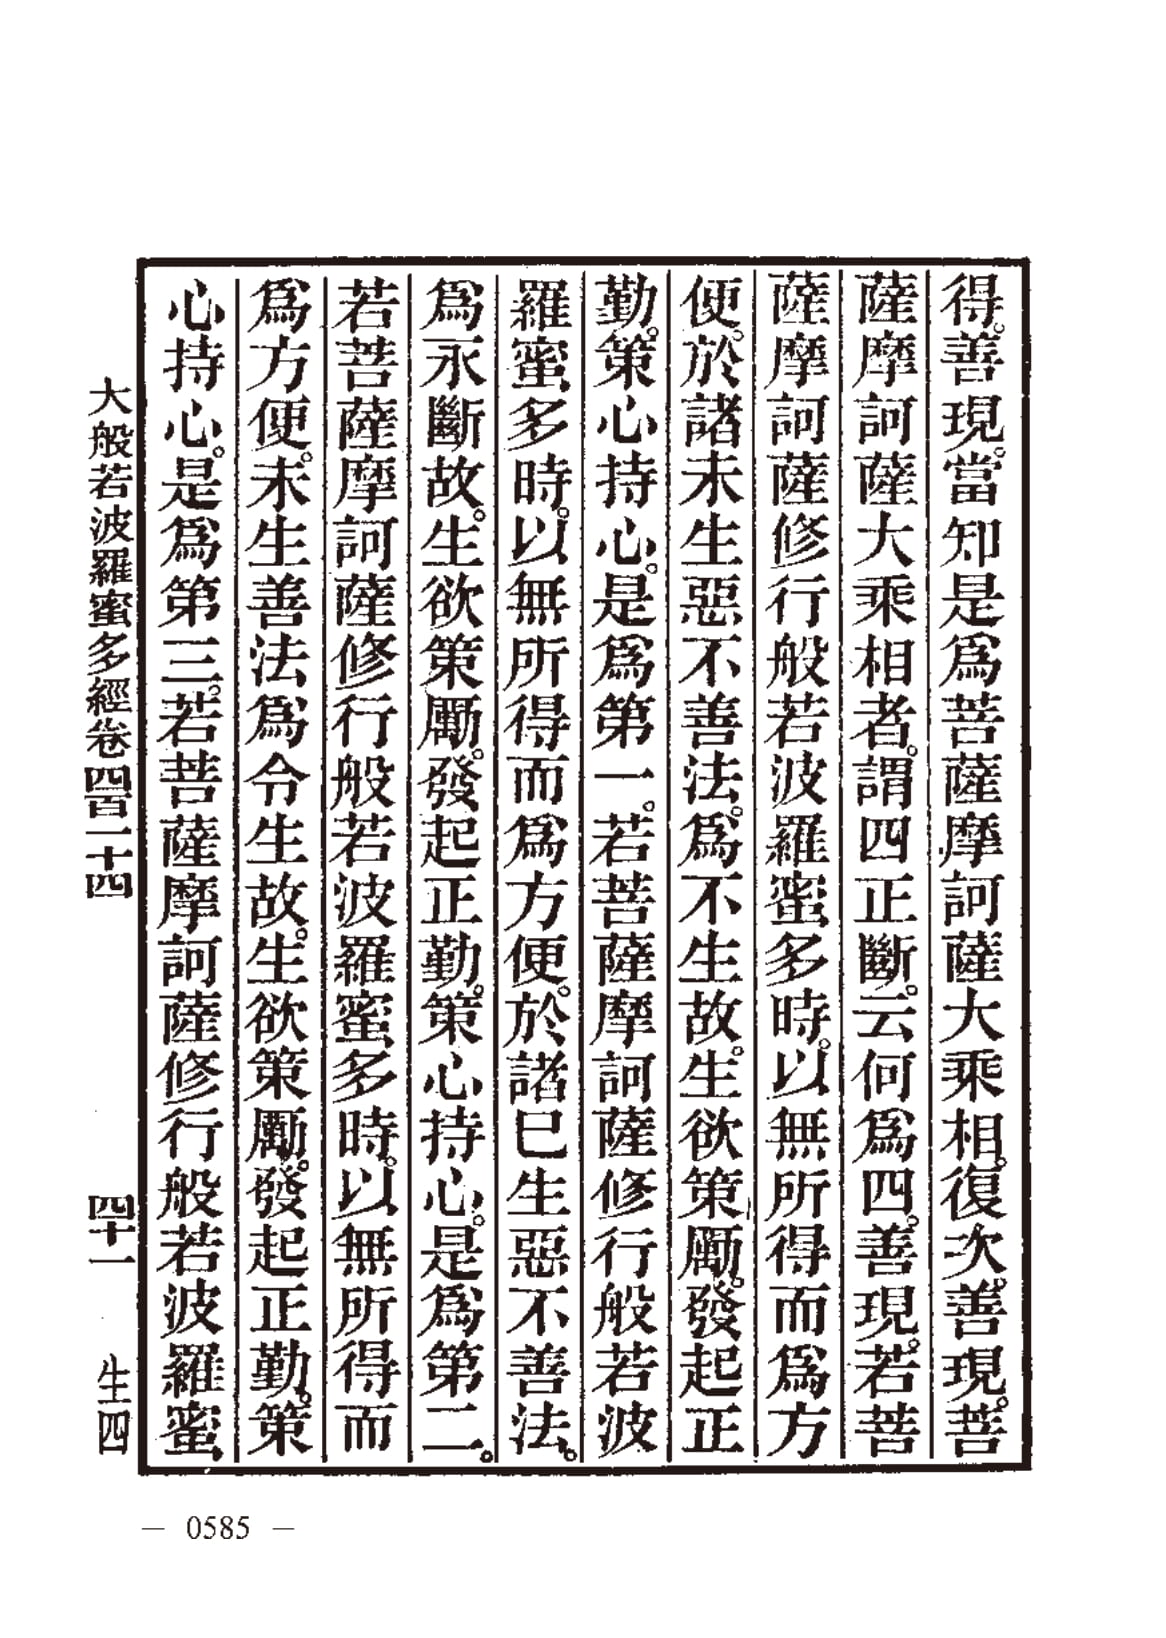 得。善現。當知是爲菩薩摩訶薩大乘相。復次。善現。菩
薩摩訶薩大乘相者。謂四正斷。云何爲四。善現。若菩
薩摩訶薩修行般若波羅蜜多時。以無所得而爲方
便。於諸未生惡不善法。爲不生故。生欲策勵。發起正
勤。策心持心。是爲第一。若菩薩摩訶薩修行般若波
羅蜜多時。以無所得而爲方便。於諸已生惡不善法。
爲永斷故。生欲策勵。發起正勤。策心持心。是爲第二。
若菩薩摩訶薩修行般若波羅蜜多時。以無所得而
爲方便。未生善法爲令生故。生欲策勵。發起正勤。策
心持心。是爲第三。若菩薩摩訶薩修行般若波羅蜜
大般若波羅蜜多經卷四百一十四 四十一 生四
— 0585 —